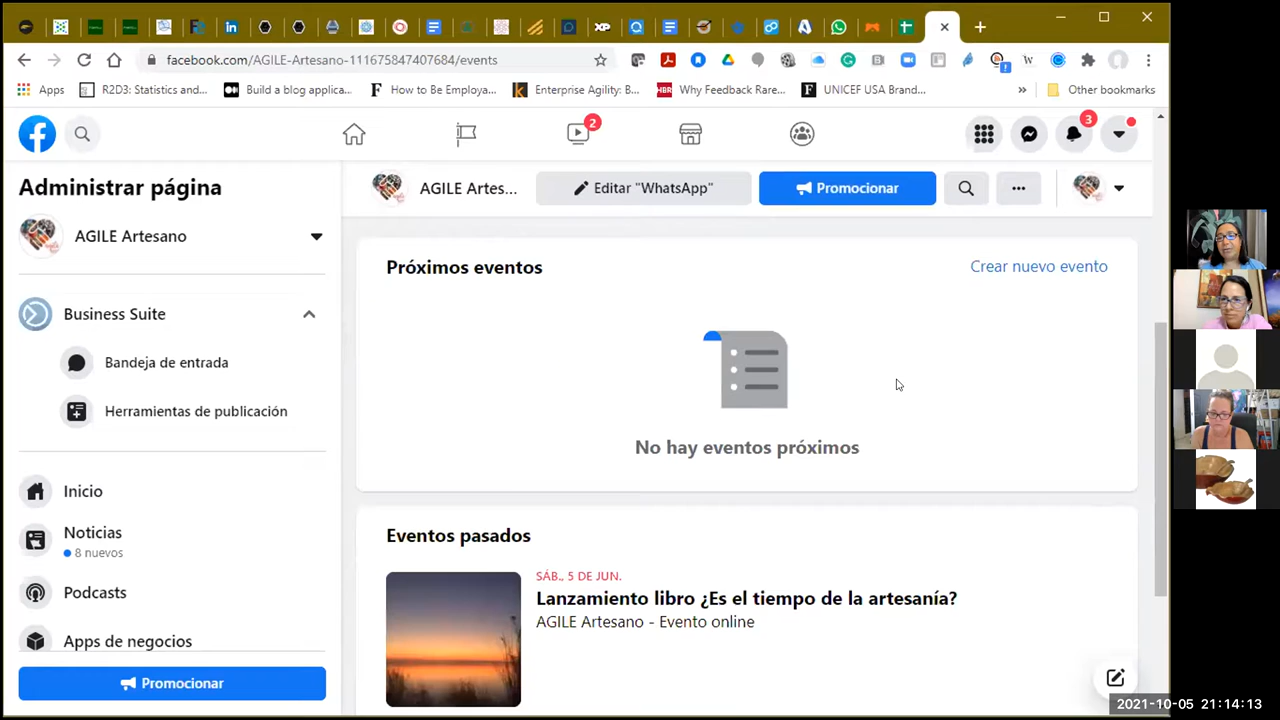 facebook.com/AGILE-Artesano-111675847407684/events
Apps
R2D3: Statistics and...
Build a blog applica...
How to Be Employa...
Enterprise Agility: B...
HBR
Why Feedback Rare...
UNICEF USA Brand...
»
Other bookmarks
2
3
Administrar página
AGILE Artesano
AGILE Artes...
Editar "WhatsApp"
Promocionar
Business Suite
Bandeja de entrada
Herramientas de publicación
Inicio
Noticias
8 nuevos
Podcasts
Apps de negocios
Promocionar
Próximos eventos
Crear nuevo evento
No hay eventos próximos
Eventos pasados
SÁB., 5 DE JUN.
Lanzamiento libro ¿Es el tiempo de la artesanía?
AGILE Artesano - Evento online
2021-10-05 21:14:13